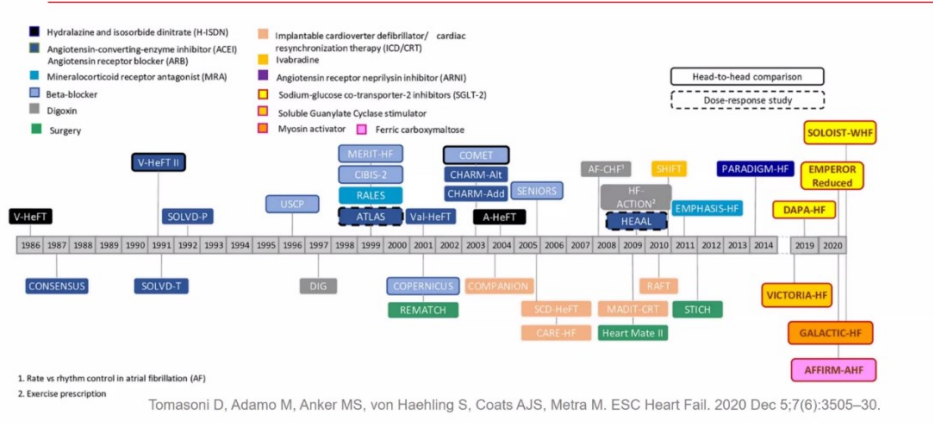 Hydralazine and isosorbide dinitrate (H-ISDN)
Angiotensin-converting-enzyme inhibitor (ACEI)
Angiotensin receptor blocker (ARB)
Mineralocorticoid receptor antagonist (MRA)
Beta-blocker
Digoxin
Surgery
Implantable cardioverter defibrillator/ cardiac
resynchronization therapy (ICD/CRT)
Ivabradine
Angiotensin receptor neprilysin inhibitor (ARNI)
Sodium-glucose co-transporter-2 inhibitors (SGLT-2)
Soluble Guanylate Cyclase stimulator
Myosin activator
Ferric carboxymaltose
Head-to-head comparison
Dose-response study
SOLOIST-WHF
V-HeFT II
MERIT-HF
COMET
AF-CHF¹
SHIFT
PARADIGM-HF
EMPEROR
Reduced
CIBIS-2
CHARM-Alt
RALES
CHARM-Add
SENIORS
HF-
ACTION²
USCP
EMPHASIS-HF
DAPA-HF
V-HeFT
SOLVD-P
ATLAS
Val-HeFT
A-HeFT
HEAAL
1986 1987 1988 1989 1990 1991 1992 1993 1994 1995 1996 1997 1998 1999 2000 2001 2002 2003 2004 2005 2006 2007 2008 2009 2010 2011 2012 2013 2014 2019 2020
CONSENSUS
SOLVD-T
DIG
COPERNICUS
COMPANION
RAFT
VICTORIA-HF
REMATCH
SCD-HeFT
MADIT-CRT
STICH
CARE-HF
Heart Mate II
GALACTIC-HF
AFFIRM-AHF
1. Rate vs rhythm control in atrial fibrillation (AF)
2. Exercise prescription
Tomasoni D, Adamo M, Anker MS, von Haehling S, Coats AJS, Metra M. ESC Heart Fail. 2020 Dec 5;7(6):3505–30.